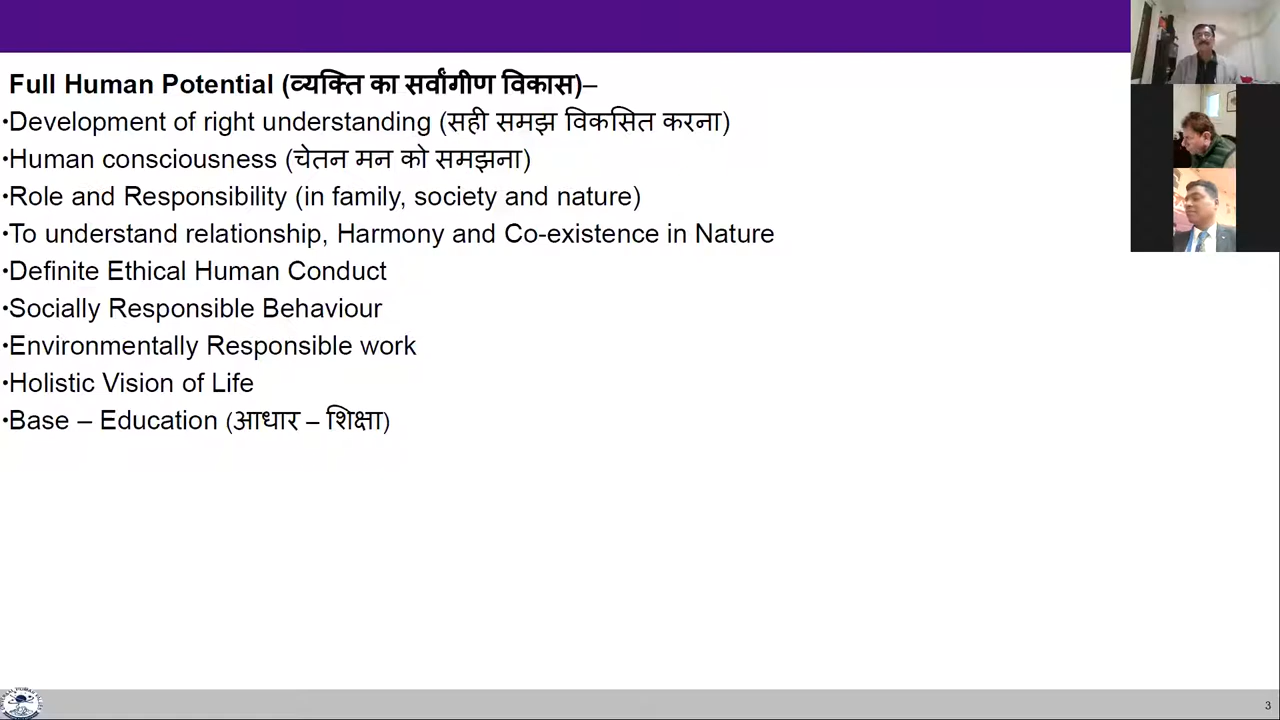 Full Human Potential (व्यक्ति का सर्वांगीण विकास)–
•Development of right understanding (सही समझ विकसित करना)
•Human consciousness (चेतन मन को समझना)
•Role and Responsibility (in family, society and nature)
•To understand relationship, Harmony and Co-existence in Nature
•Definite Ethical Human Conduct
•Socially Responsible Behaviour
•Environmentally Responsible work
•Holistic Vision of Life
•Base – Education (आधार – शिक्षा)
3